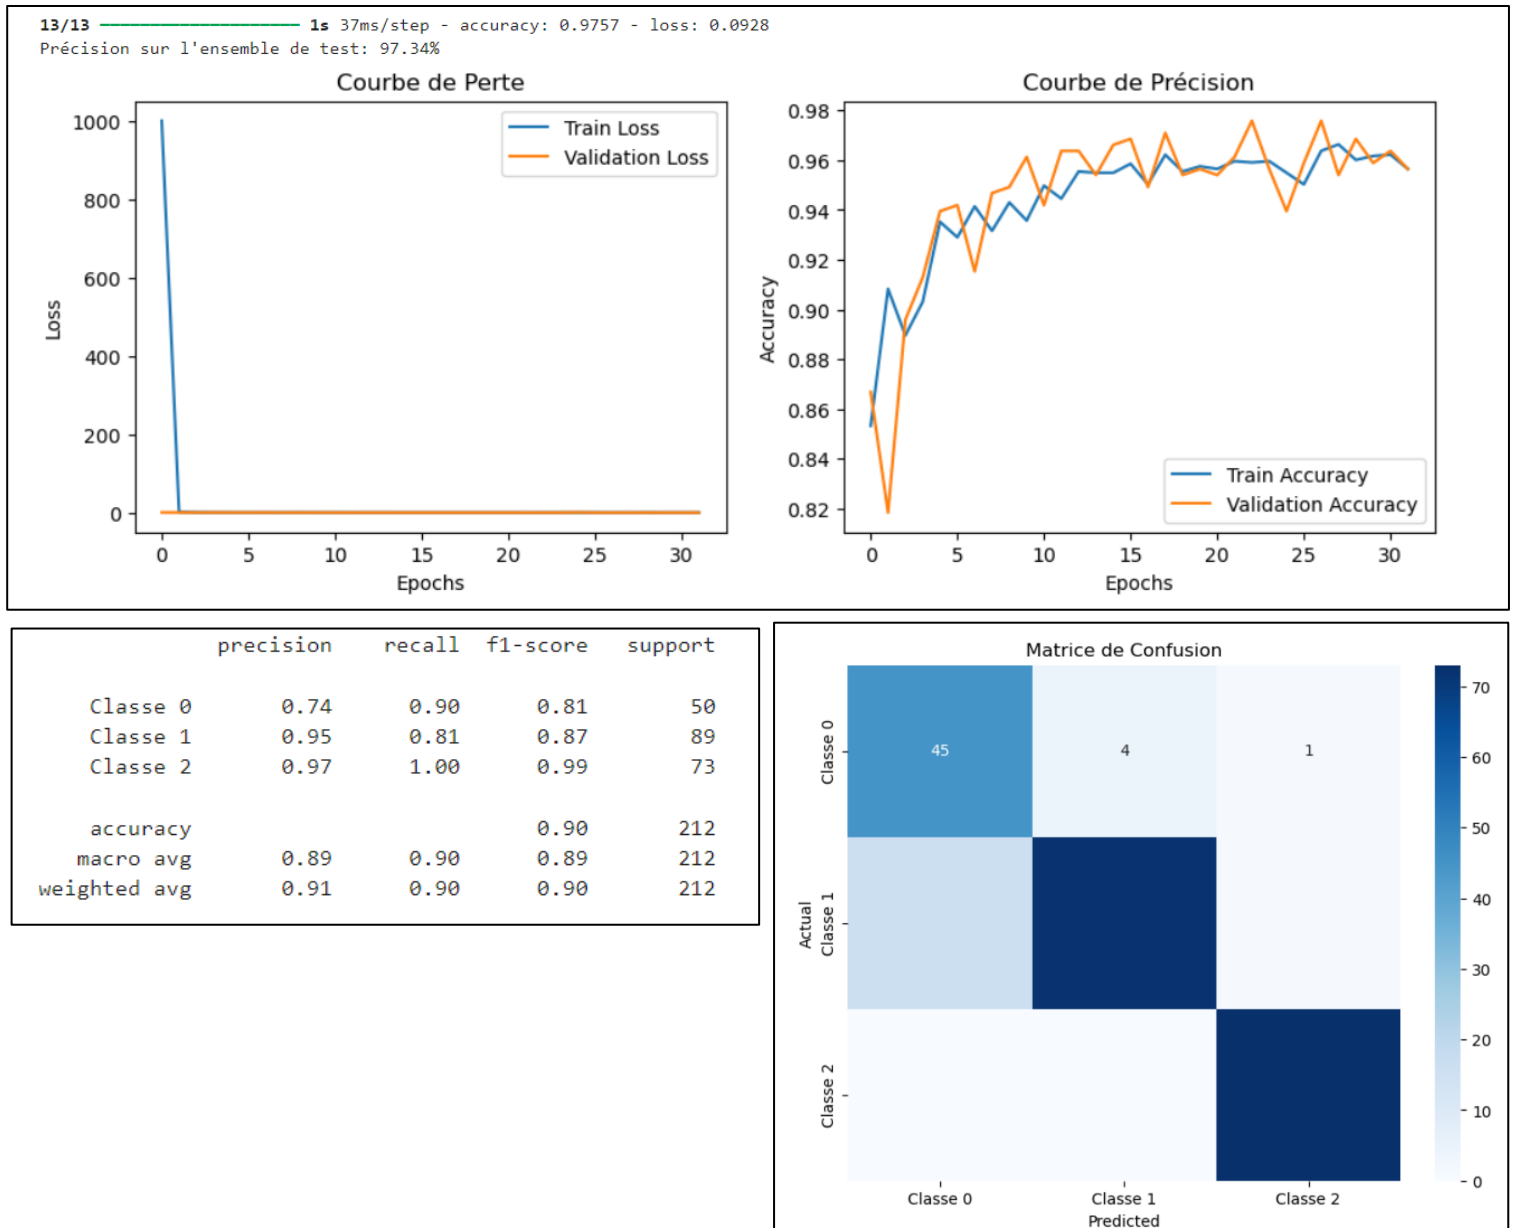 13/13 ━━━━━━━━━━━━━━━━━━━━ 1s 37ms/step - accuracy: 0.9757 - loss: 0.0928
Précision sur l'ensemble de test: 97.34%
Courbe de Perte
1000
800
600
400
200
0
Loss
Train Loss
Validation Loss
0 5 10 15 20 25 30
Epochs
Courbe de Précision
0.98
0.96
0.94
0.92
0.90
0.88
0.86
0.84
0.82
Accuracy
Train Accuracy
Validation Accuracy
0 5 10 15 20 25 30
Epochs
precision recall f1-score support
Classe 0 0.74 0.90 0.81 50
Classe 1 0.95 0.81 0.87 89
Classe 2 0.97 1.00 0.99 73
accuracy 0.90 212
macro avg 0.89 0.90 0.89 212
weighted avg 0.91 0.90 0.90 212
Matrice de Confusion
Actual
Classe 0
Classe 1
Classe 2
45 4 1
Classe 0 Classe 1 Classe 2
Predicted
70
60
50
40
30
20
10
0